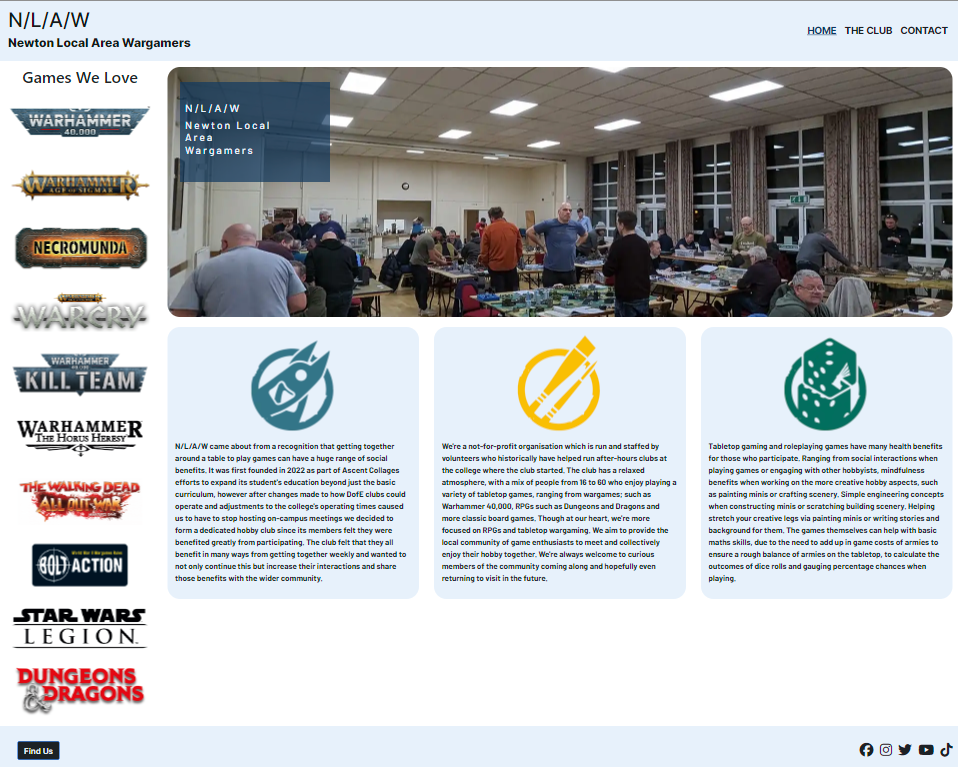 N/L/A/W
Newton Local Area Wargamers
HOME THE CLUB CONTACT
Games We Love
WARHAMMER
40,000
WARHAMMER
AGE OF SIGMAR
NECROMUNDA
WARHAMMER
WARCRY
WARHAMMER
40,000
KILL TEAM
WARHAMMER
THE HORUS HERESY
THE WALKING DEAD
ALL OUT WAR
World War II Wargame Rules
BOLT ACTION
STAR WARS
LEGION
DUNGEONS
& DRAGONS
N/L/A/W
Newton Local
Area
Wargamers
N/L/A/W came about from a recognition that getting together
around a table to play games can have a huge range of social
benefits. It was first founded in 2022 as part of Ascent Collages
efforts to expand its student's education beyond just the basic
curriculum, however after changes made to how DofE clubs could
operate and adjustments to the college's operating times caused
us to have to stop hosting on-campus meetings we decided to
form a dedicated hobby club since its members felt they were
benefited greatly from participating. The club felt that they all
benefit in many ways from getting together weekly and wanted to
not only continue this but increase their interactions and share
those benefits with the wider community.
We're a not-for-profit organisation which is run and staffed by
volunteers who historically have helped run after-hours clubs at
the college where the club started. The club has a relaxed
atmosphere, with a mix of people from 16 to 60 who enjoy playing a
variety of tabletop games, ranging from wargames; such as
Warhammer 40,000, RPGs such as Dungeons and Dragons and
more classic board games. Though at our heart, we're more
focused on RPGs and tabletop wargaming. We aim to provide the
local community of game enthusiasts to meet and collectively
enjoy their hobby together. We're always welcome to curious
members of the community coming along and hopefully even
returning to visit in the future.
Tabletop gaming and roleplaying games have many health benefits
for those who participate. Ranging from social interactions when
playing games or engaging with other hobbyists, mindfulness
benefits when working on the more creative hobby aspects, such
as painting minis or crafting scenery. Simple engineering concepts
when constructing minis or scratching building scenery. Helping
stretch your creative legs via painting minis or writing stories and
background for them. The games themselves can help with basic
maths skills, due to the need to add up in game costs of armies to
ensure a rough balance of armies on the tabletop, to calculate the
outcomes of dice rolls and gauging percentage chances when
playing.
Find Us